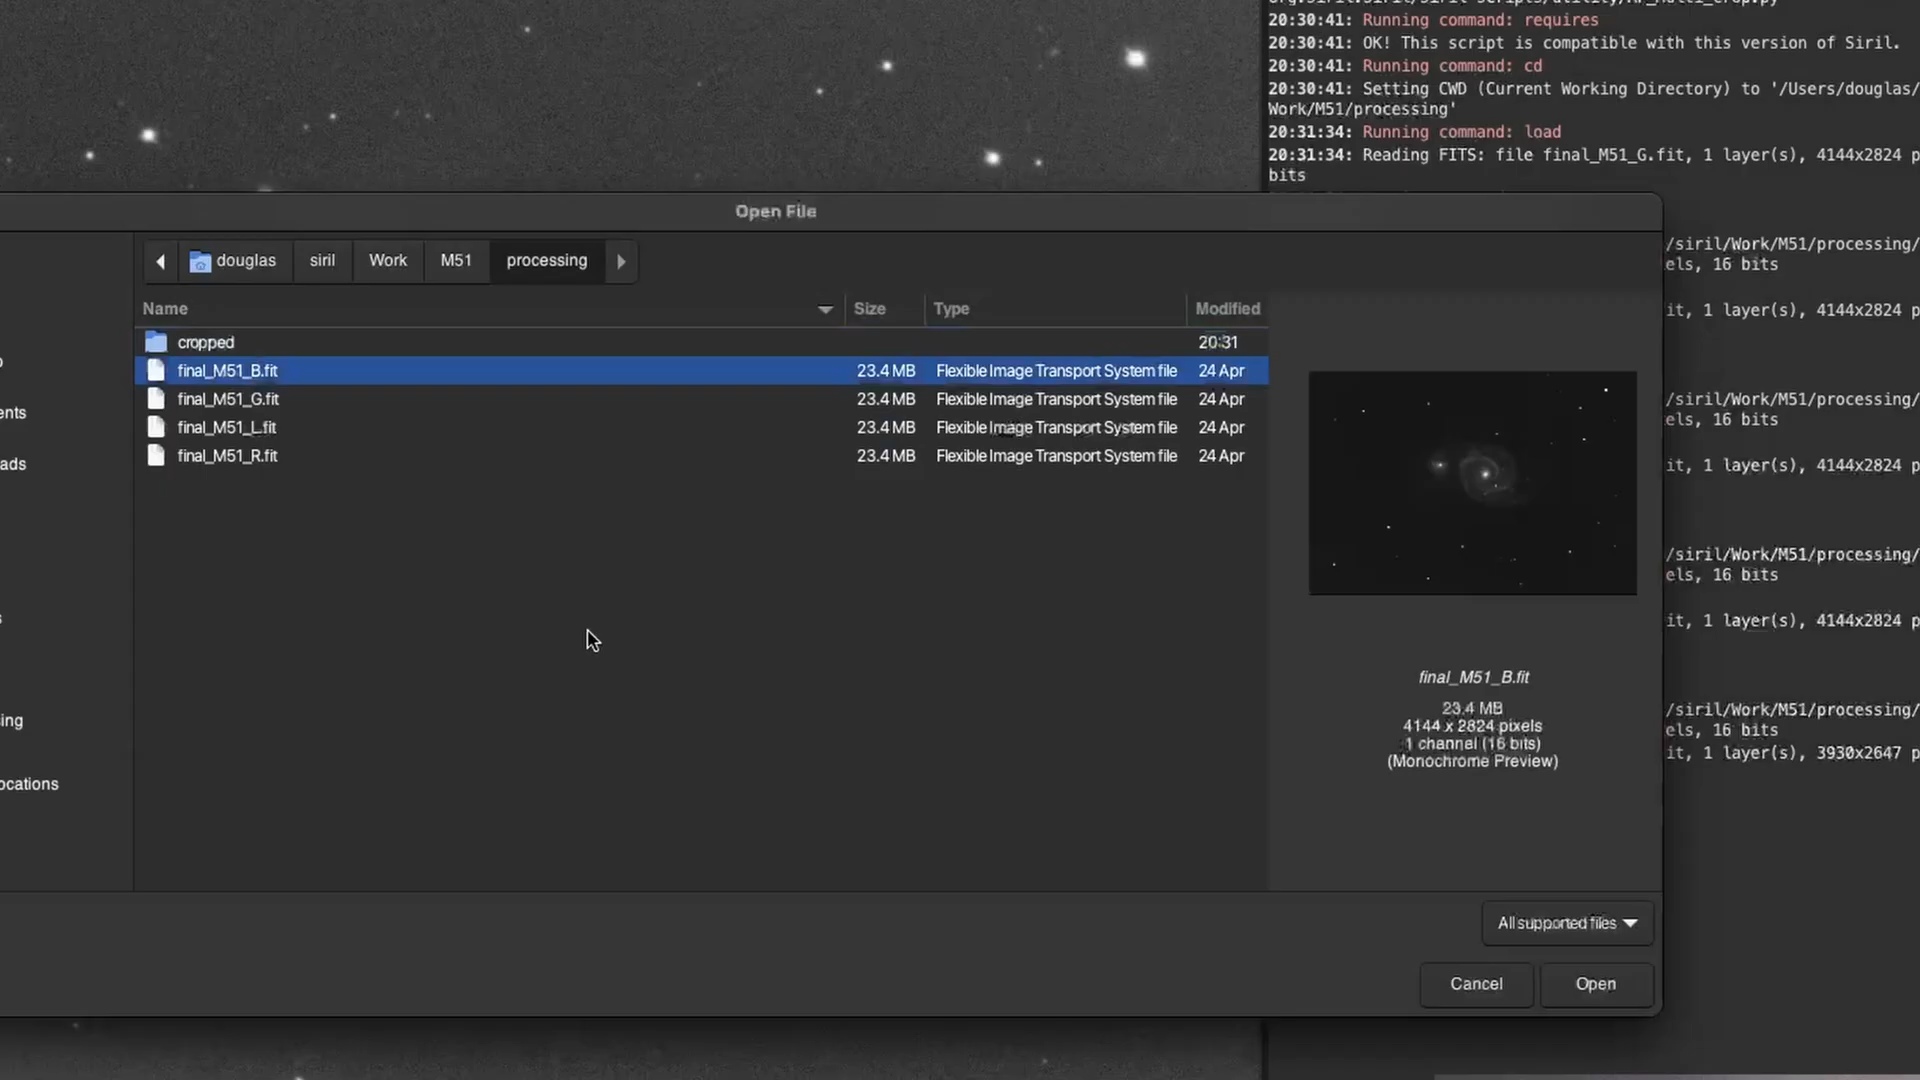 20:30:41: Running command: requires
20:30:41: OK! This script is compatible with this version of Siril.
20:30:41: Running command: cd
20:30:41: Setting CWD (Current Working Directory) to '/Users/douglas/
Work/M51/processing'
20:31:34: Running command: load
20:31:34: Reading FITS: file final_M51_G.fit, 1 layer(s), 4144x2824 p
bits
Open File
douglas siril Work M51 processing
Name Size Type Modified
cropped 20:31
final_M51_B.fit 23.4 MB Flexible Image Transport System file 24 Apr
final_M51_G.fit 23.4 MB Flexible Image Transport System file 24 Apr
final_M51_L.fit 23.4 MB Flexible Image Transport System file 24 Apr
final_M51_R.fit 23.4 MB Flexible Image Transport System file 24 Apr
ents
ads
s
ing
ocations
final_M51_B.fit
23.4 MB
4144 x 2824 pixels
1 channel (16 bits)
(Monochrome Preview)
All supported files
Cancel Open
/siril/Work/M51/processing/
els, 16 bits
it, 1 layer(s), 4144x2824 p
/siril/Work/M51/processing/
els, 16 bits
it, 1 layer(s), 4144x2824 p
/siril/Work/M51/processing/
els, 16 bits
it, 1 layer(s), 4144x2824 p
/siril/Work/M51/processing/
els, 16 bits
it, 1 layer(s), 3930x2647 p